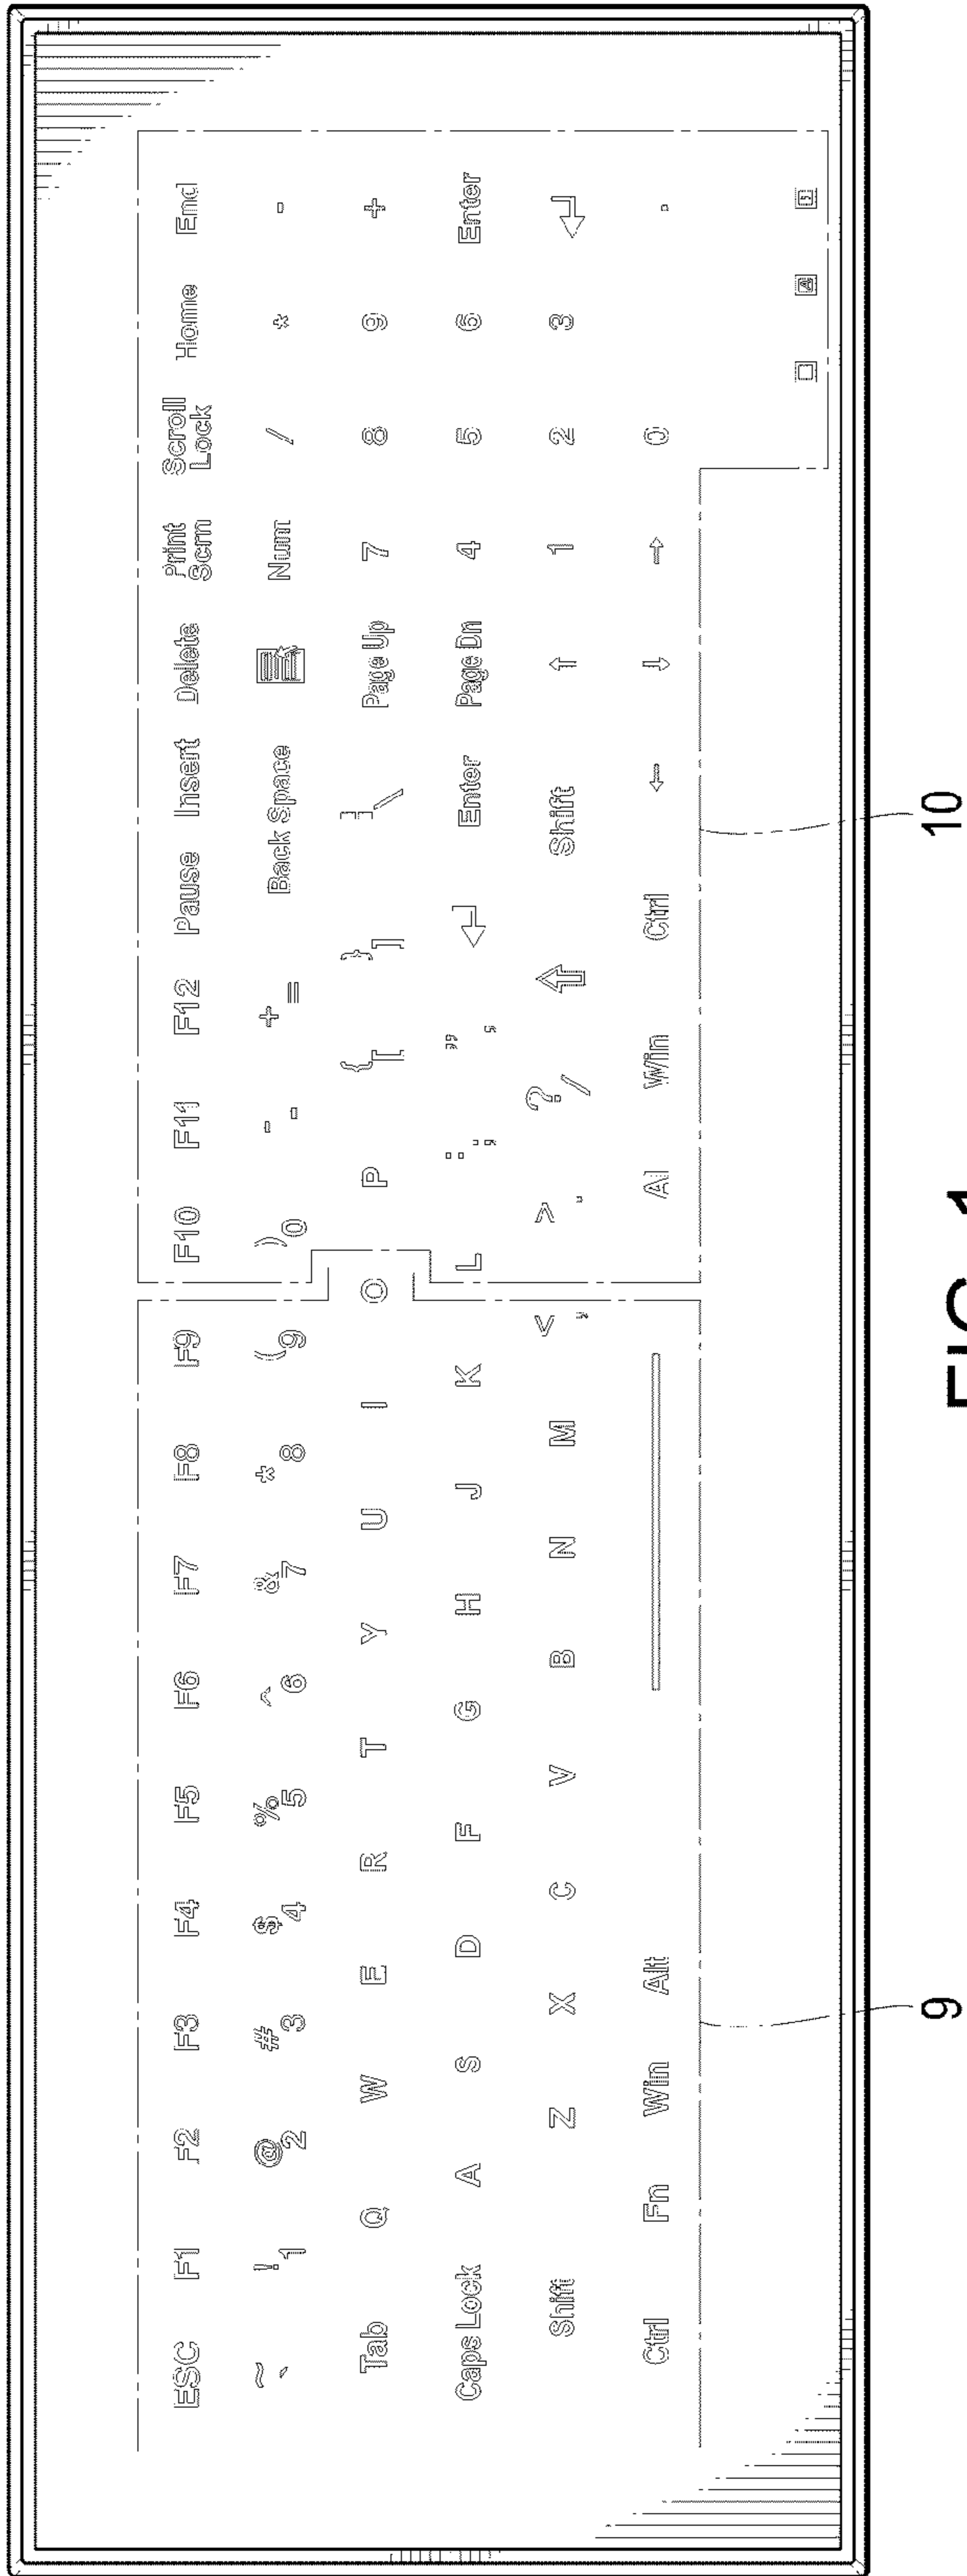 ESC F1 F2 F3 F4 F5 F6 F7 F8 F9 F10 F11 F12 Pause Insert Delete Print Scrn Scroll Lock Home End
~ ! @ # $ % ^ & * ( ) - +
` 1 2 3 4 5 6 7 8 9 0 - = Back Space Num / * -
Tab Q W E R T Y U I O P { [ } ] | \ Page Up 7 8 9 +
Caps Lock A S D F G H J K L : ; " ' ↵ Enter Page Dn 4 5 6 Enter
Shift Z X C V B N M < , > . ? / ⇧ Shift ↑ 1 2 3 ↵
Ctrl Fn Win Alt Al Win Ctrl ← ↓ → 0 .
A
9 10
FIG. 1